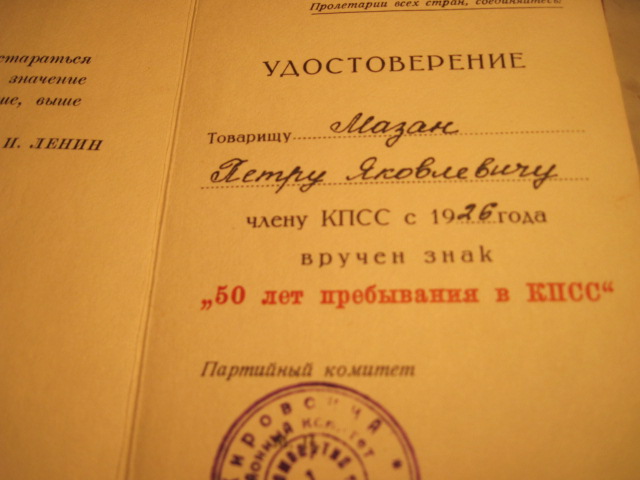 стараться
значение
ие, выше
И. ЛЕНИН
Пролетарии всех стран, соединяйтесь!
УДОСТОВЕРЕНИЕ
Товарищу Мазан
Петру Яковлевичу
члену КПСС с 1926 года
вручен знак
„50 лет пребывания в КПСС“
Партийный комитет